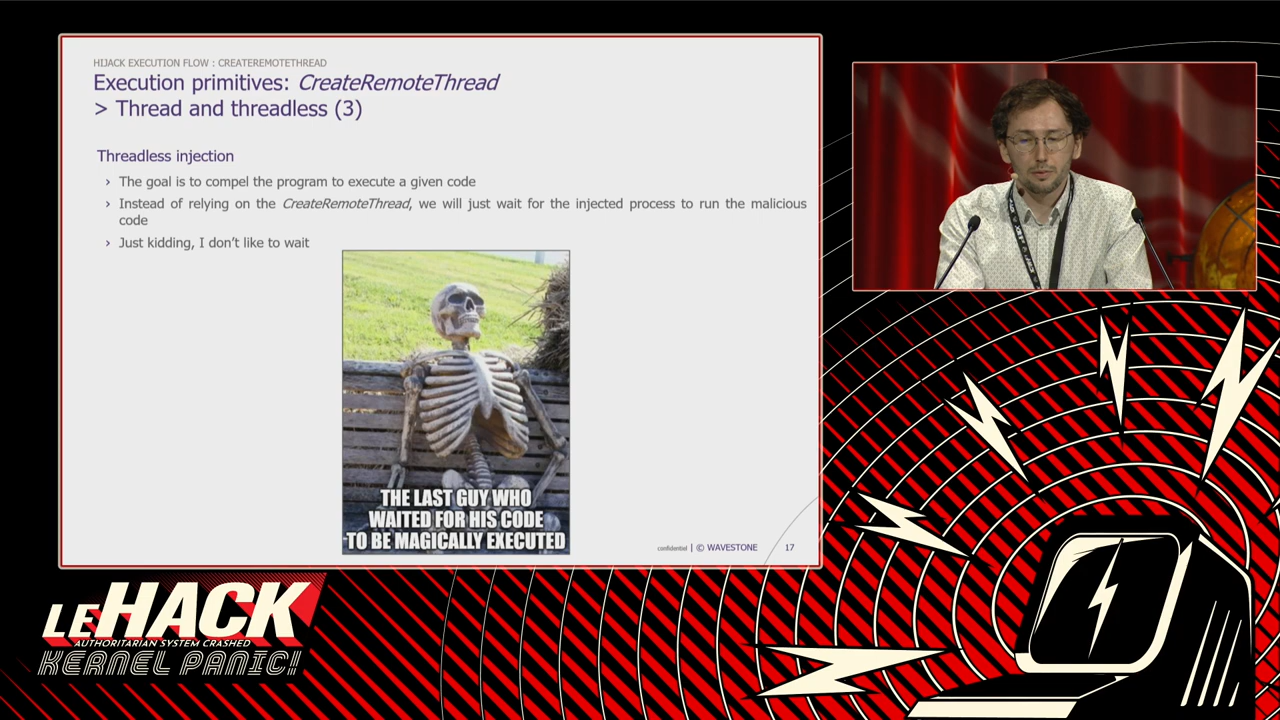 HIJACK EXECUTION FLOW : CREATEREMOTETHREAD
Execution primitives: CreateRemoteThread
> Thread and threadless (3)
Threadless injection
› The goal is to compel the program to execute a given code
› Instead of relying on the CreateRemoteThread, we will just wait for the injected process to run the malicious
code
› Just kidding, I don't like to wait
THE LAST GUY WHO
WAITED FOR HIS CODE
TO BE MAGICALLY EXECUTED
confidential | © WAVESTONE 17
LEHACK
AUTHORITARIAN SYSTEM CRASHED
KERNEL PANIC!